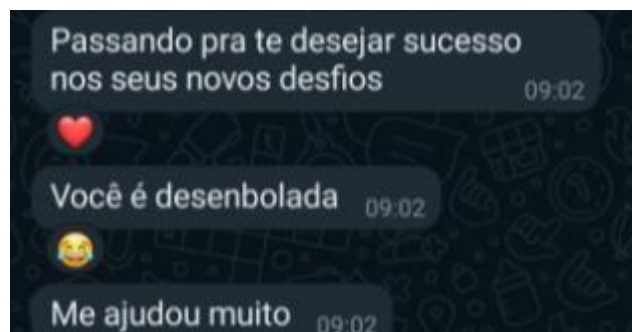 Passando pra te desejar sucesso
nos seus novos desfios
09:02
Você é desenbolada
09:02
Me ajudou muito
09:02